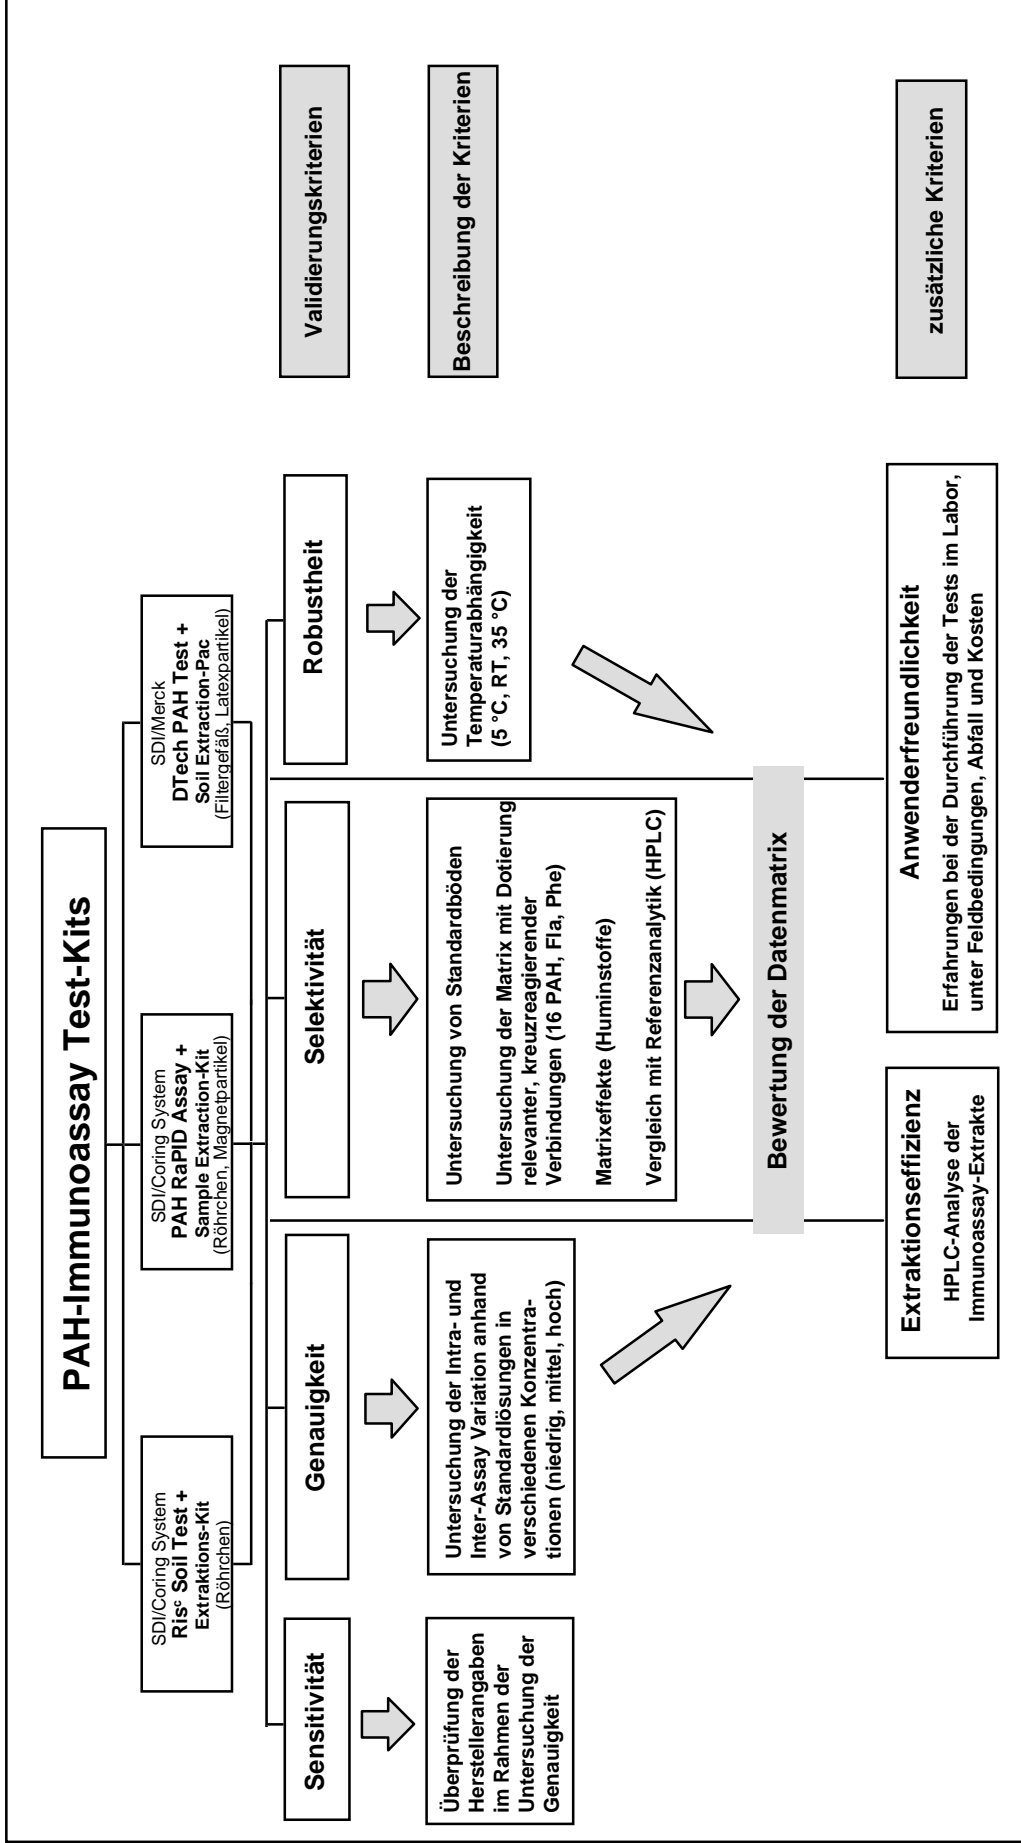 PAH-Immunoassay Test-Kits
SDI/Coring System
Risᶜ Soil Test +
Extraktions-Kit
(Röhrchen)
SDI/Coring System
PAH RaPID Assay +
Sample Extraction-Kit
(Röhrchen, Magnetpartikel)
SDI/Merck
DTech PAH Test +
Soil Extraction-Pac
(Filtergefäß, Latexpartikel)
Sensitivität
Genauigkeit
Selektivität
Robustheit
Validierungskriterien
Überprüfung der
Herstellerangaben
im Rahmen der
Untersuchung der
Genauigkeit
Untersuchung der Intra- und
Inter-Assay Variation anhand
von Standardlösungen in
verschiedenen Konzentra-
tionen (niedrig, mittel, hoch)
Untersuchung von Standardböden
Untersuchung der Matrix mit Dotierung
relevanter, kreuzreagierender
Verbindungen (16 PAH, Fla, Phe)
Matrixeffekte (Huminstoffe)
Vergleich mit Referenzanalytik (HPLC)
Untersuchung der
Temperaturabhängigkeit
(5 °C, RT, 35 °C)
Beschreibung der Kriterien
Bewertung der Datenmatrix
Extraktionseffizienz
HPLC-Analyse der
Immunoassay-Extrakte
Anwenderfreundlichkeit
Erfahrungen bei der Durchführung der Tests im Labor,
unter Feldbedingungen, Abfall und Kosten
zusätzliche Kriterien